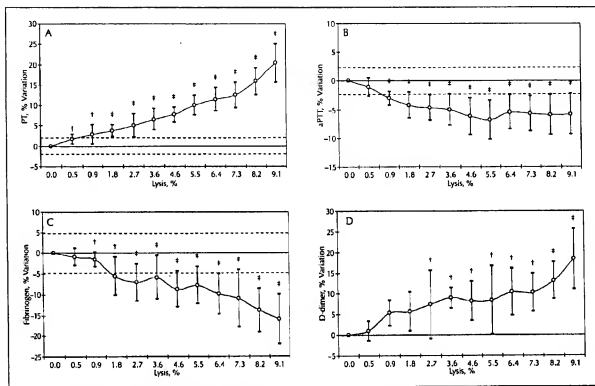 A
PT, % Variation
30
25
20
15
10
5
0
-5
† † ‡ ‡ ‡ ‡ ‡ ‡ ‡ ‡
0.0 0.5 0.9 1.8 2.7 3.6 4.6 5.5 6.4 7.3 8.2 9.1
Lysis, %
B
aPTT, % Variation
10
5
0
-5
-10
-15
‡ ‡ ‡ ‡ ‡ ‡ ‡ ‡ ‡ ‡
0.0 0.5 0.9 1.8 2.7 3.6 4.6 5.5 6.4 7.3 8.2 9.1
Lysis, %
C
Fibrinogen, % Variation
10
5
0
-5
-10
-15
-20
-25
† † ‡ ‡ ‡ ‡ ‡ ‡ ‡ ‡
0.0 0.5 0.9 1.8 2.7 3.6 4.6 5.5 6.4 7.3 8.2 9.1
Lysis, %
D
D-dimer, % Variation
30
25
20
15
10
5
0
-5
† † † † † † ‡ ‡
0.0 0.5 0.9 1.8 2.7 3.6 4.6 5.5 6.4 7.3 8.2 9.1
Lysis, %